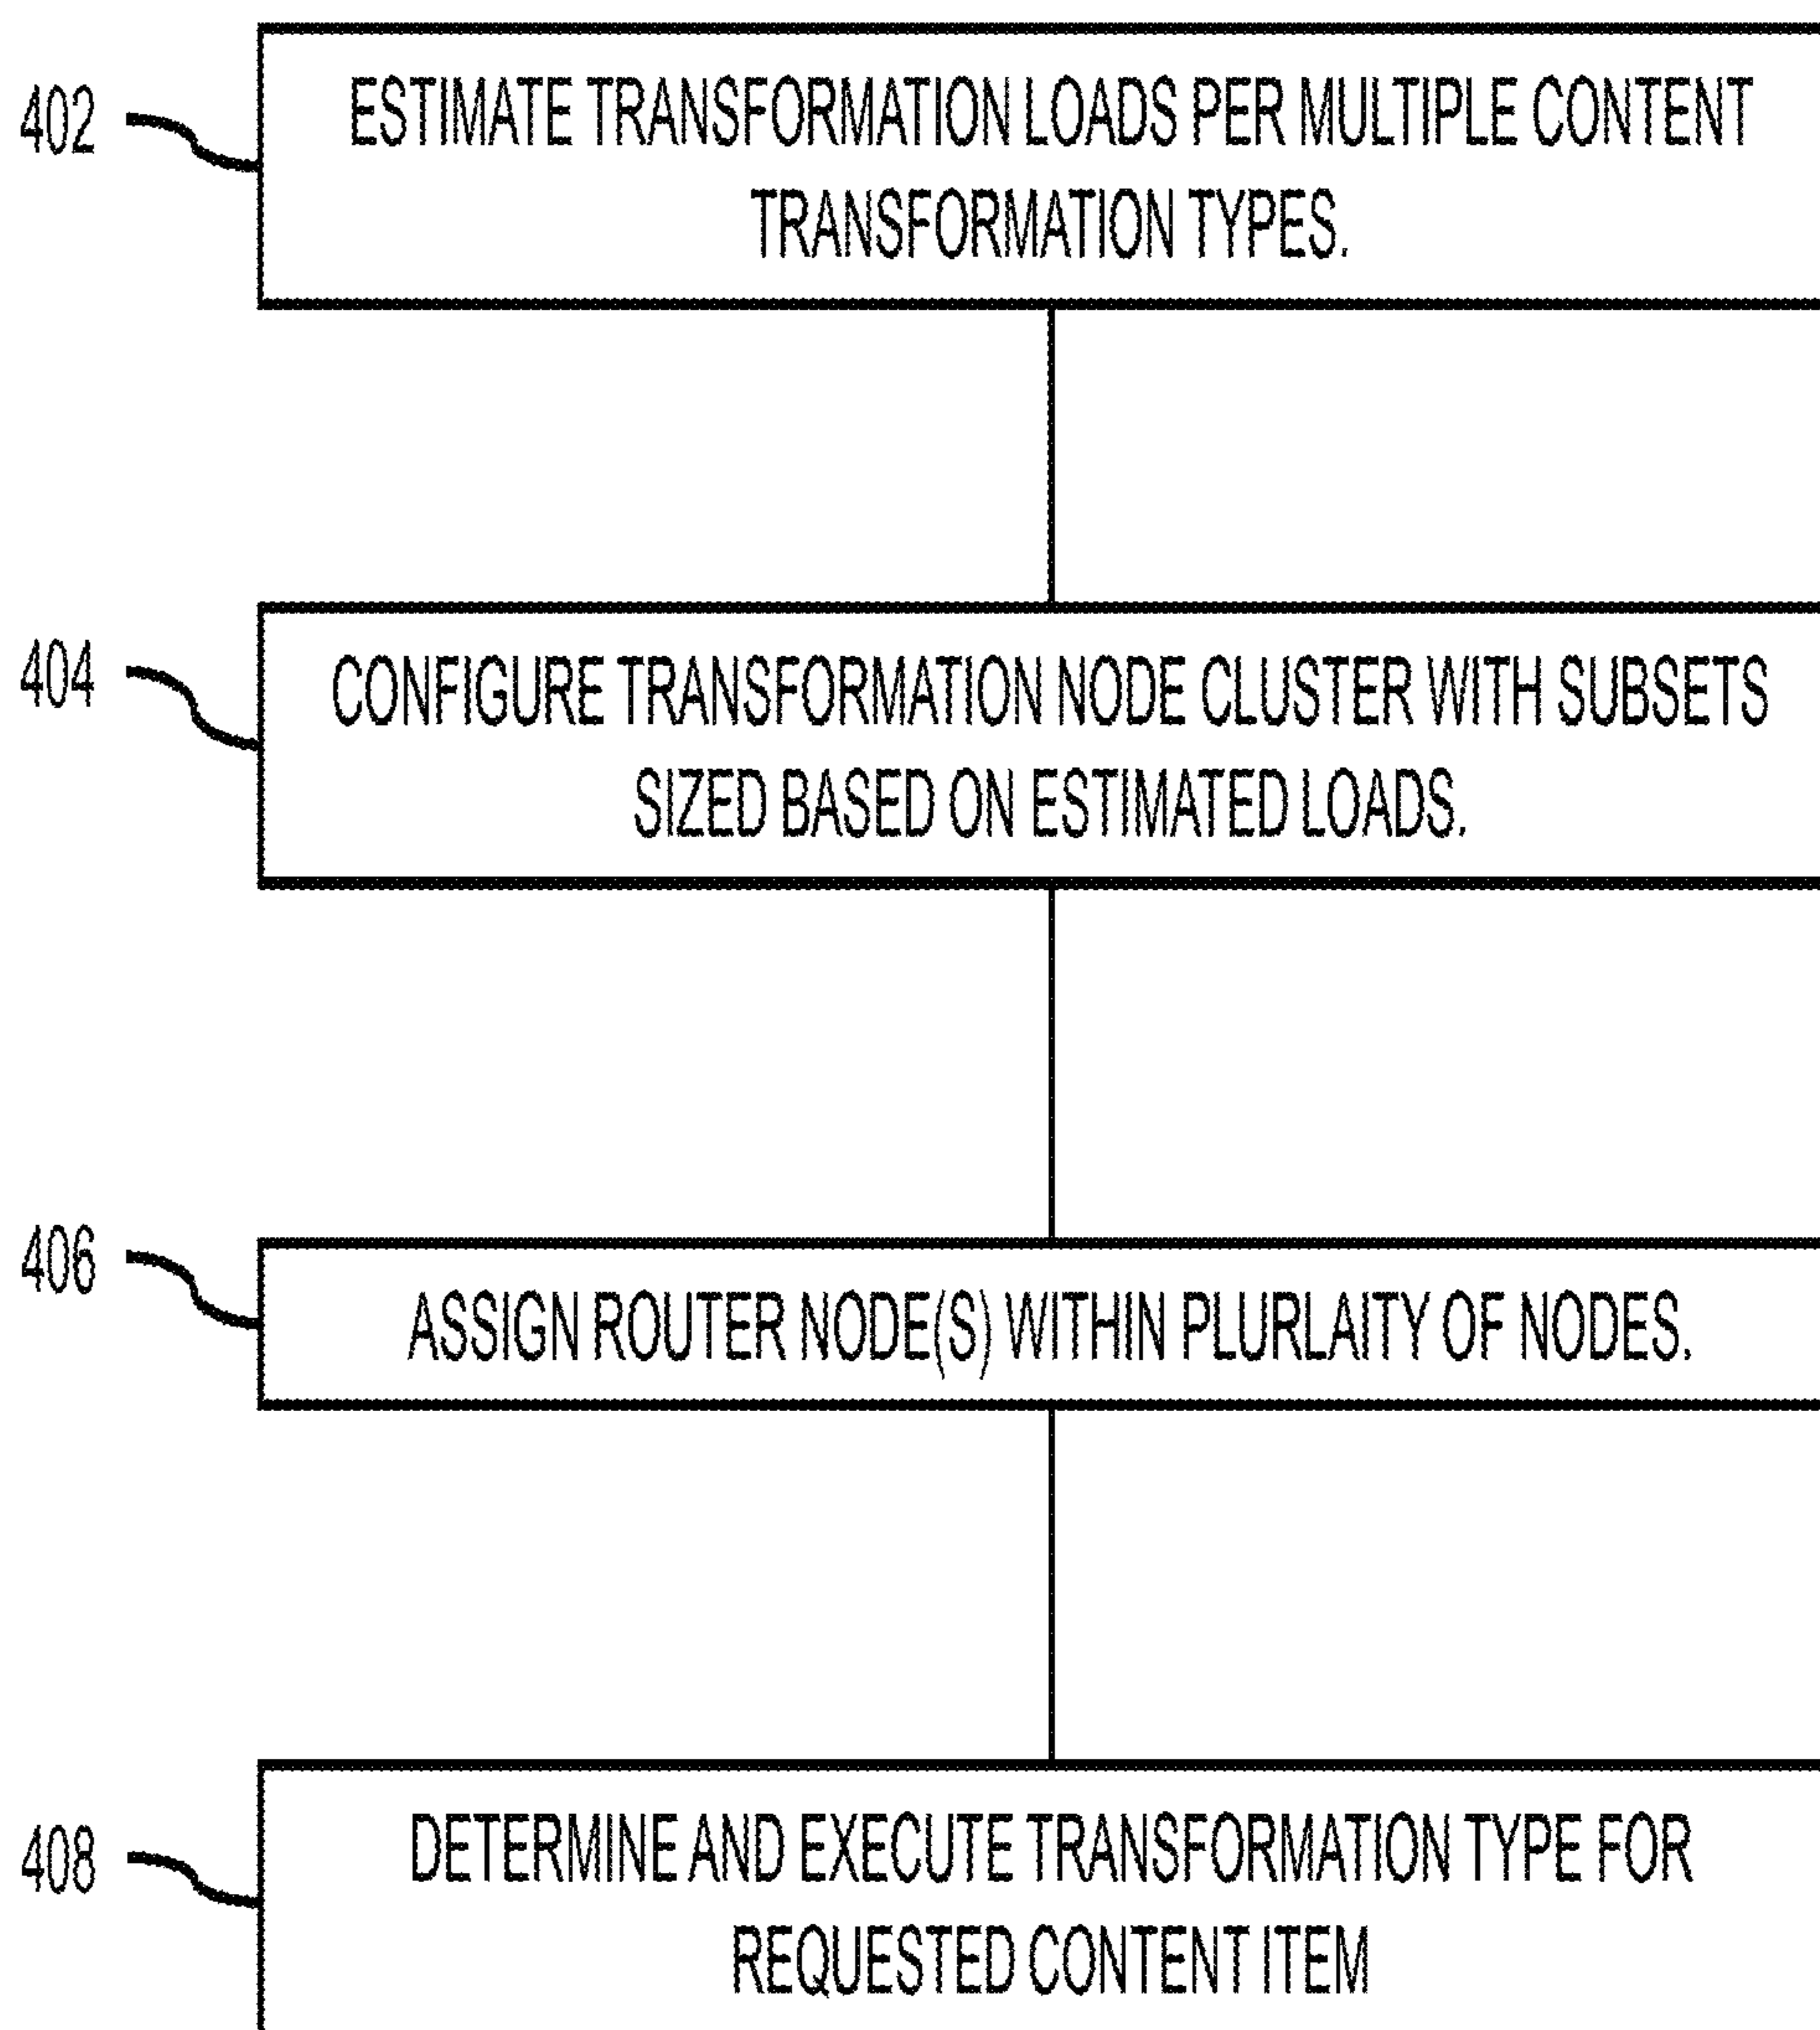 402
ESTIMATE TRANSFORMATION LOADS PER MULTIPLE CONTENT
TRANSFORMATION TYPES.
404
CONFIGURE TRANSFORMATION NODE CLUSTER WITH SUBSETS
SIZED BASED ON ESTIMATED LOADS.
406
ASSIGN ROUTER NODE(S) WITHIN PLURLAITY OF NODES.
408
DETERMINE AND EXECUTE TRANSFORMATION TYPE FOR
REQUESTED CONTENT ITEM